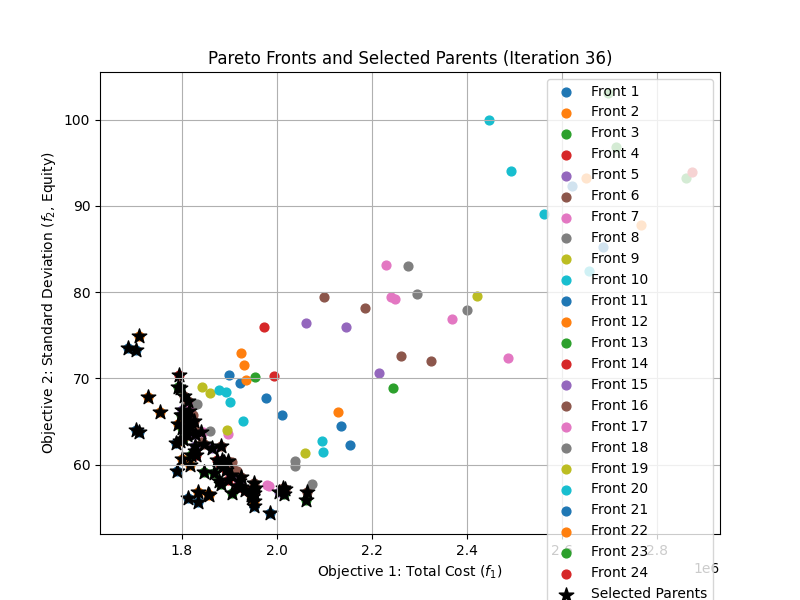 Pareto Fronts and Selected Parents (Iteration 36)
Objective 2: Standard Deviation (f₂, Equity)
100
90
80
70
60
1.8
2.0
2.2
2.4
2.6
2.8
1e6
Objective 1: Total Cost (f₁)
Front 1
Front 2
Front 3
Front 4
Front 5
Front 6
Front 7
Front 8
Front 9
Front 10
Front 11
Front 12
Front 13
Front 14
Front 15
Front 16
Front 17
Front 18
Front 19
Front 20
Front 21
Front 22
Front 23
Front 24
Selected Parents